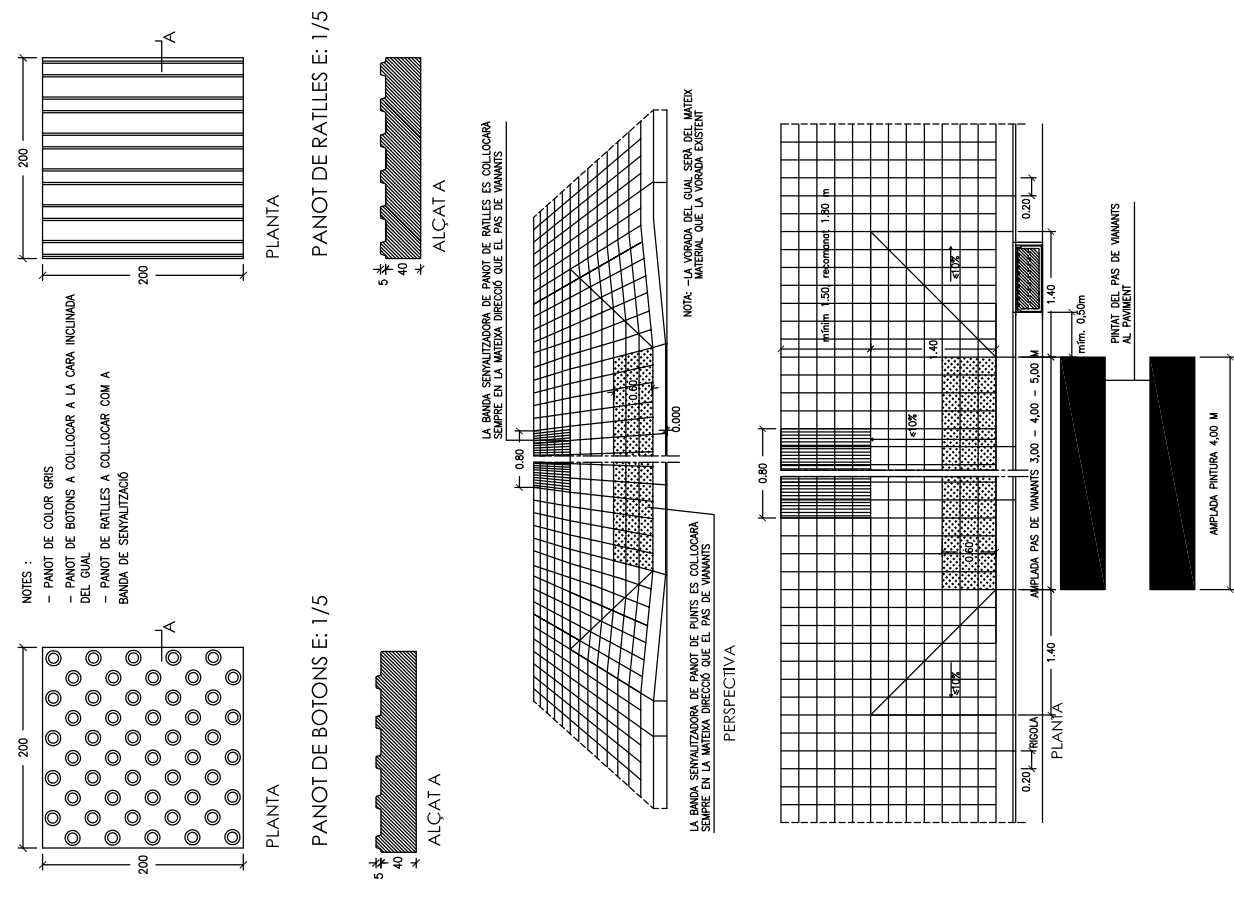 200
200
A
PLANTA
PANOT DE RATLLES E: 1/5
5
40
ALÇAT A
NOTES :
- PANOT DE COLOR GRIS
- PANOT DE BOTONS A COL.LOCAR A LA CARA INCLINADA
DEL GUAL
- PANOT DE RATLLES A COL.LOCAR COM A
BANDA DE SENYALITZACIÓ
200
200
A
PLANTA
PANOT DE BOTONS E: 1/5
5
40
ALÇAT A
LA BANDA SENYALITZADORA DE PANOT DE RATLLES ES COL.LOCARÀ
SEMPRE EN LA MATEIXA DIRECCIÓ QUE EL PAS DE VIANANTS
0.80
0.60
0.000
NOTA: -LA VORADA DEL GUAL SERÀ DEL MATEIX
MATERIAL QUE LA VORADA EXISTENT
LA BANDA SENYALITZADORA DE PANOT DE PUNTS ES COL.LOCARÀ
SEMPRE EN LA MATEIXA DIRECCIÓ QUE EL PAS DE VIANANTS
PERSPECTIVA
0.80
mínim 1.50, recomanat 1.80 m
1.40
≤10%
≤10%
≤10%
0.60
0.20
1.40
mím. 0,50m
AMPLADA PAS DE VIANANTS 3,00 - 4,00 - 5,00 M
1.40
0.20
RIGOLA
PLANTA
PINTAT DEL PAS DE VIANANTS
AL PAVIMENT
AMPLADA PINTURA 4,00 M